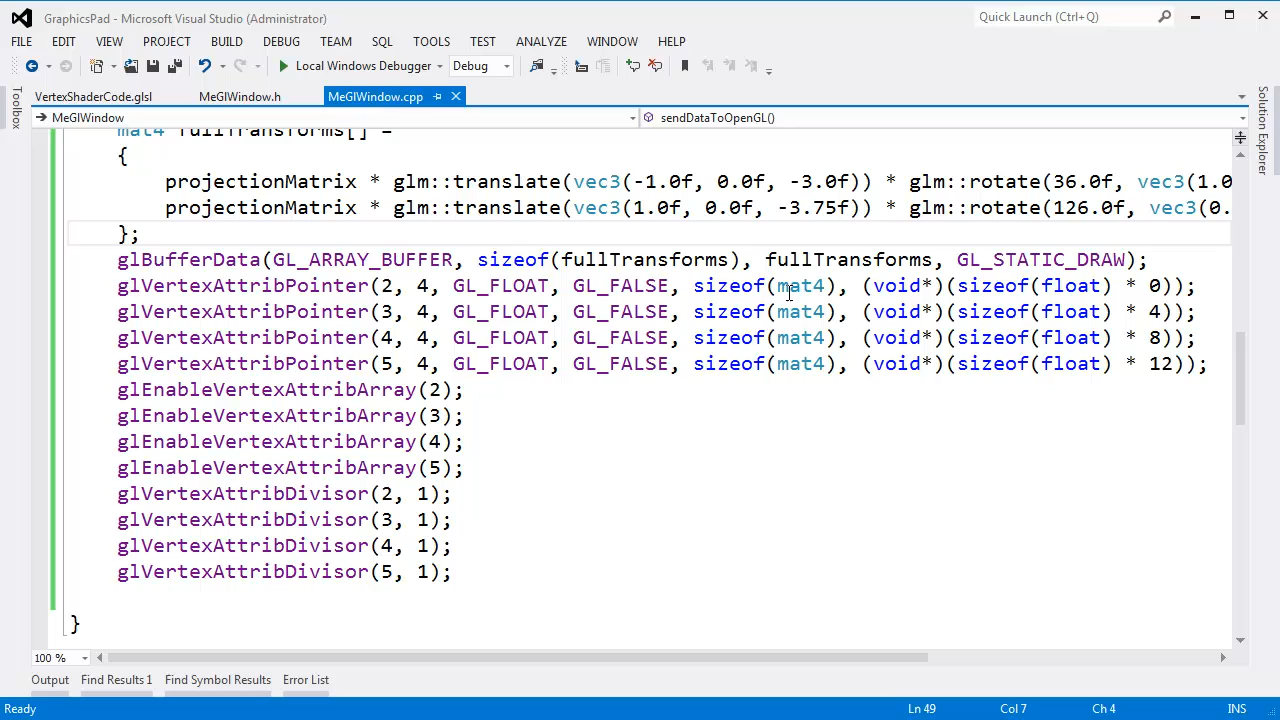 GraphicsPad - Microsoft Visual Studio (Administrator)
Quick Launch (Ctrl+Q)
FILE EDIT VIEW PROJECT BUILD DEBUG TEAM SQL TOOLS TEST ANALYZE WINDOW HELP
Local Windows Debugger Debug
VertexShaderCode.glsl MeGlWindow.h MeGlWindow.cpp
Toolbox
Solution Explorer
MeGlWindow sendDataToOpenGL()
mat4 fullTransforms[] =
{
projectionMatrix * glm::translate(vec3(-1.0f, 0.0f, -3.0f)) * glm::rotate(36.0f, vec3(1.0
projectionMatrix * glm::translate(vec3(1.0f, 0.0f, -3.75f)) * glm::rotate(126.0f, vec3(0.
};
glBufferData(GL_ARRAY_BUFFER, sizeof(fullTransforms), fullTransforms, GL_STATIC_DRAW);
glVertexAttribPointer(2, 4, GL_FLOAT, GL_FALSE, sizeof(mat4), (void*)(sizeof(float) * 0));
glVertexAttribPointer(3, 4, GL_FLOAT, GL_FALSE, sizeof(mat4), (void*)(sizeof(float) * 4));
glVertexAttribPointer(4, 4, GL_FLOAT, GL_FALSE, sizeof(mat4), (void*)(sizeof(float) * 8));
glVertexAttribPointer(5, 4, GL_FLOAT, GL_FALSE, sizeof(mat4), (void*)(sizeof(float) * 12));
glEnableVertexAttribArray(2);
glEnableVertexAttribArray(3);
glEnableVertexAttribArray(4);
glEnableVertexAttribArray(5);
glVertexAttribDivisor(2, 1);
glVertexAttribDivisor(3, 1);
glVertexAttribDivisor(4, 1);
glVertexAttribDivisor(5, 1);
}
100 %
Output Find Results 1 Find Symbol Results Error List
Ready Ln 49 Col 7 Ch 4 INS